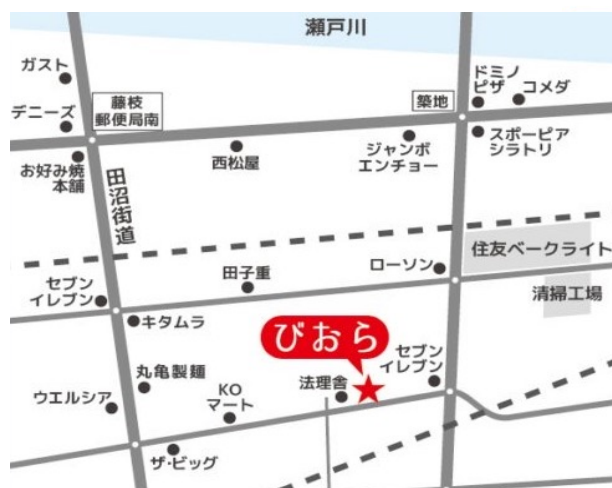 瀬戸川
ガスト
デニーズ
藤枝
郵便局南
築地
ドミノ
ピザ
コメダ
お好み焼
本舗
西松屋
ジャンボ
エンチョー
スポーピア
シラトリ
田沼街道
セブン
イレブン
田子重
ローソン
住友ベークライト
清掃工場
キタムラ
びおら
丸亀製麺
KO
マート
法理舎
セブン
イレブン
ウエルシア
ザ・ビッグ